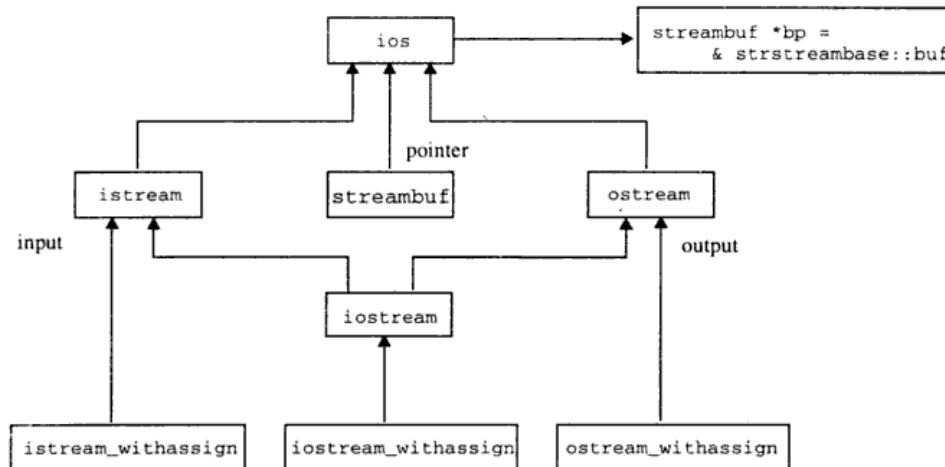 ios
streambuf *bp =
& strstreambase::buf
pointer
istream
streambuf
ostream
input
output
iostream
istream_withassign
iostream_withassign
ostream_withassign